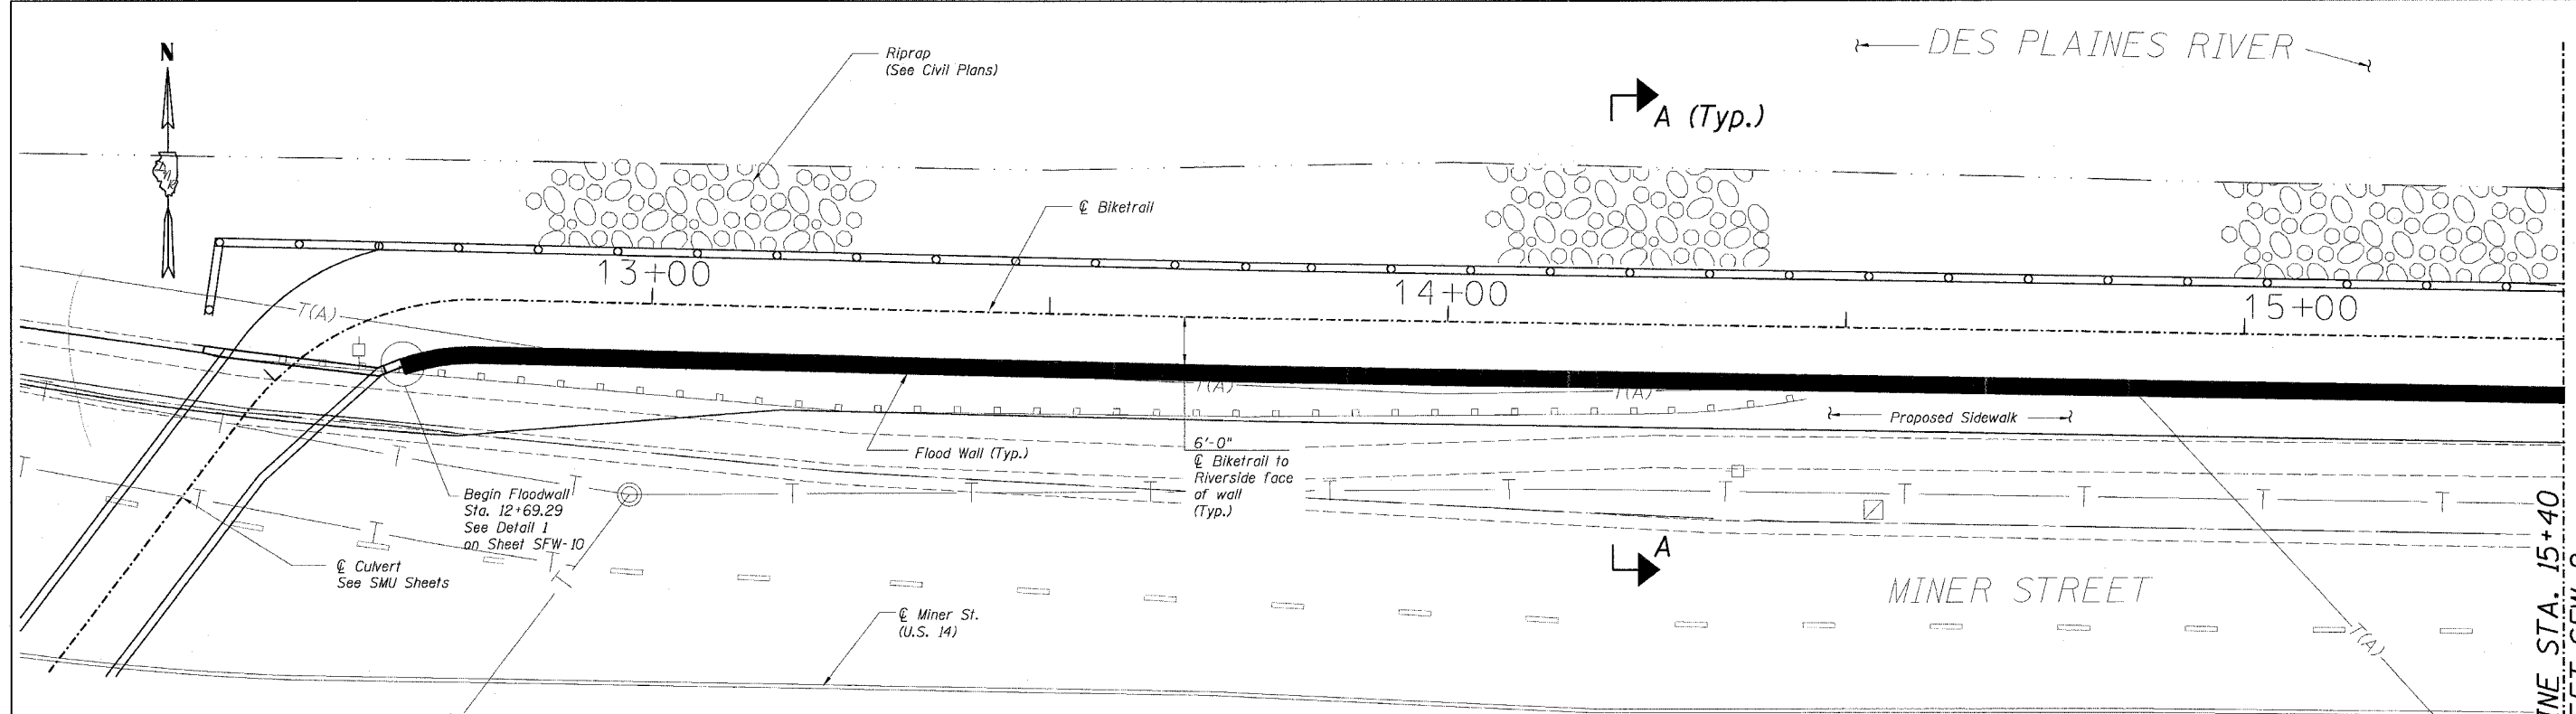 N
Riprap
(See Civil Plans)
DES PLAINES RIVER
A (Typ.)
℄ Biketrail
13+00
14+00
15+00
T(A)
T(A)
T(A)
Proposed Sidewalk
Flood Wall (Typ.)
6'-0"
℄ Biketrail to
Riverside face
of wall
(Typ.)
Begin Floodwall
Sta. 12+69.29
See Detail 1
on Sheet SFW-10
℄ Culvert
See SMU Sheets
A
MINER STREET
℄ Miner St.
(U.S. 14)
T(A)
INE STA. 15+40